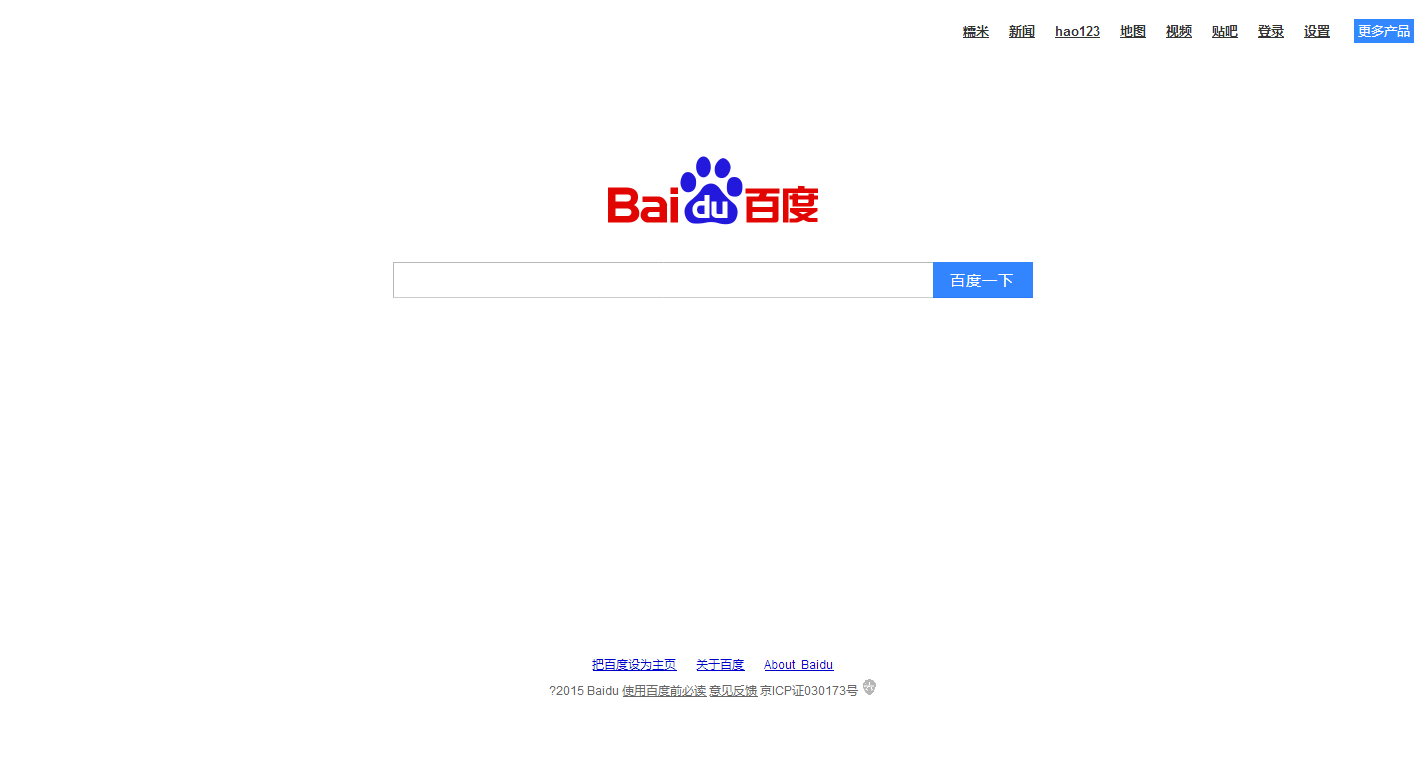 糯米 新闻 hao123 地图 视频 贴吧 登录 设置 更多产品
Bai du 百度
百度一下
把百度设为主页 关于百度 About Baidu
?2015 Baidu 使用百度前必读 意见反馈 京ICP证030173号